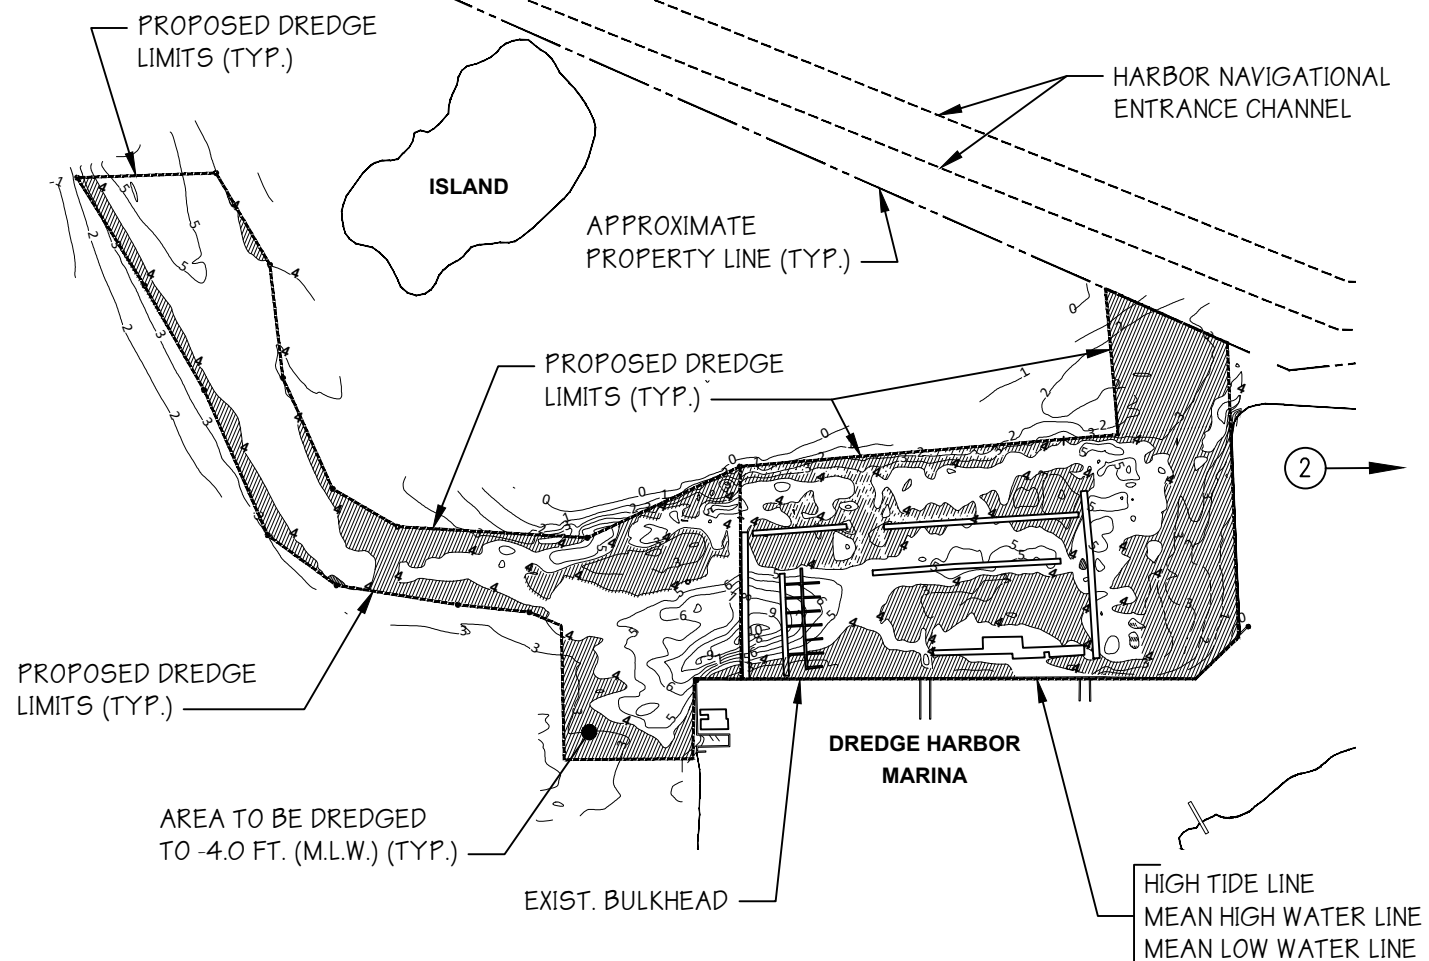 PROPOSED DREDGE
LIMITS (TYP.)
HARBOR NAVIGATIONAL
ENTRANCE CHANNEL
ISLAND
APPROXIMATE
PROPERTY LINE (TYP.)
PROPOSED DREDGE
LIMITS (TYP.)
2
PROPOSED DREDGE
LIMITS (TYP.)
DREDGE HARBOR
MARINA
AREA TO BE DREDGED
TO -4.0 FT. (M.L.W.) (TYP.)
EXIST. BULKHEAD
HIGH TIDE LINE
MEAN HIGH WATER LINE
MEAN LOW WATER LINE